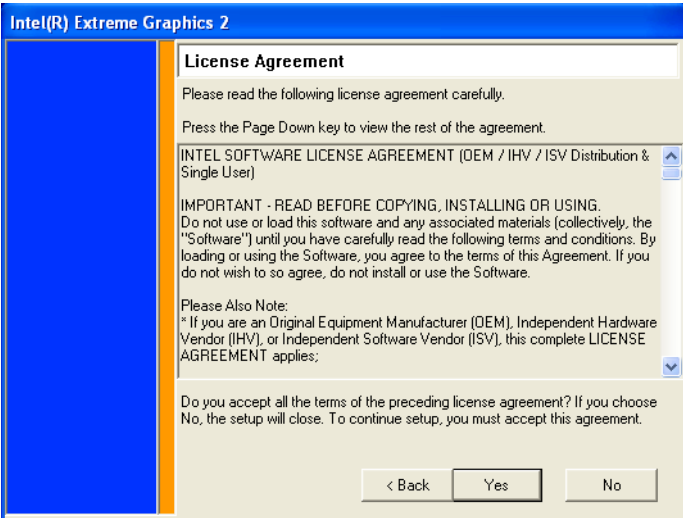 Intel(R) Extreme Graphics 2
License Agreement
Please read the following license agreement carefully.
Press the Page Down key to view the rest of the agreement.
INTEL SOFTWARE LICENSE AGREEMENT (OEM / IHV / ISV Distribution &
Single User)
IMPORTANT - READ BEFORE COPYING, INSTALLING OR USING.
Do not use or load this software and any associated materials (collectively, the
"Software") until you have carefully read the following terms and conditions. By
loading or using the Software, you agree to the terms of this Agreement. If you
do not wish to so agree, do not install or use the Software.
Please Also Note:
* If you are an Original Equipment Manufacturer (OEM), Independent Hardware
Vendor (IHV), or Independent Software Vendor (ISV), this complete LICENSE
AGREEMENT applies;
Do you accept all the terms of the preceding license agreement? If you choose
No, the setup will close. To continue setup, you must accept this agreement.
< Back Yes No